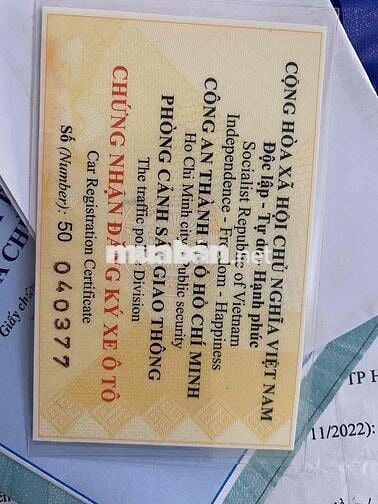 CỘNG HÒA XÃ HỘI CHỦ NGHĨA VIỆT NAM
Độc lập - Tự do - Hạnh phúc
Socialist Republic of Vietnam
Independence - Freedom - Happiness
CÔNG AN THÀNH PHỐ HỒ CHÍ MINH
Ho Chi Minh city public security
PHÒNG CẢNH SÁT GIAO THÔNG
The traffic police Division
CHỨNG NHẬN ĐĂNG KÝ XE Ô TÔ
Car Registration Certificate
Số (Number): 50 040377
muaban.net
Giấy
TP H
11/2022):